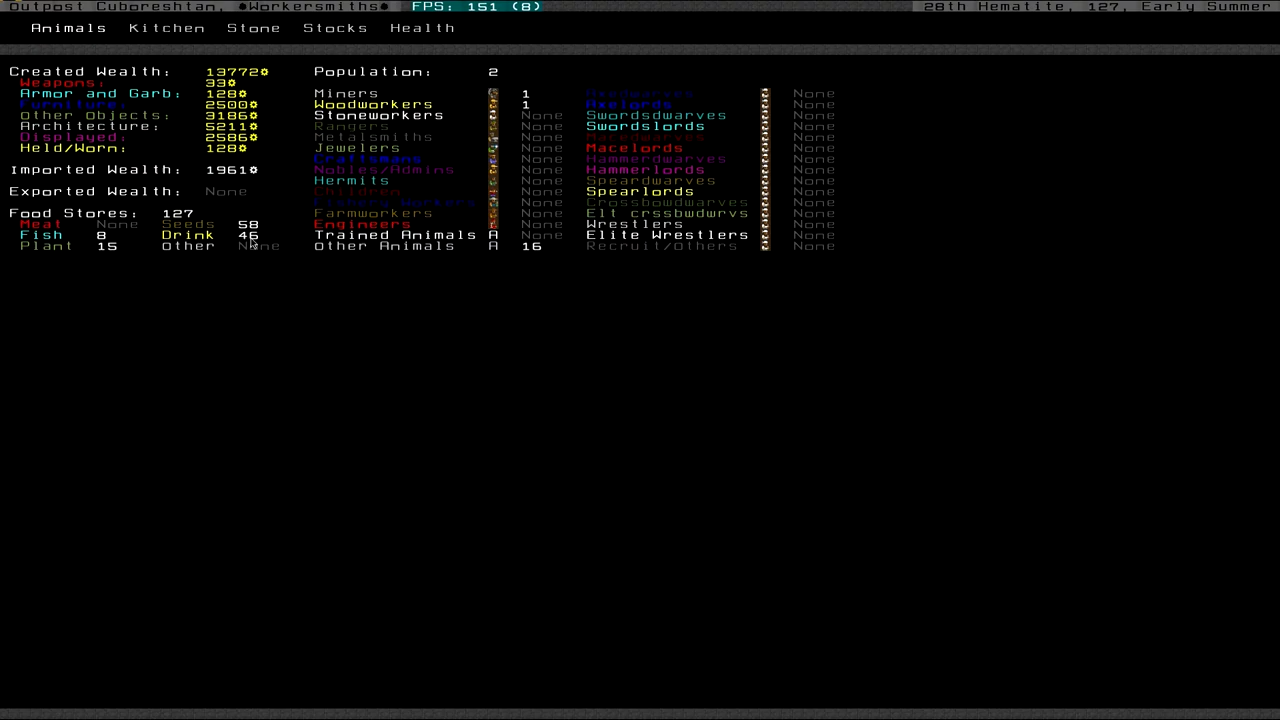 Outpost Cuboreshtan, ☼Workersmiths☼ FPS: 151 (8) 28th Hematite, 127, Early Summer
Animals Kitchen Stone Stocks Health
Created Wealth: 13772☼ Population: 2
Weapons: 33☼
Armor and Garb: 128☼ Miners 1 Axedwarves None
Furniture: 2500☼ Woodworkers 1 Axelords None
Other Objects: 3186☼ Stoneworkers None Swordsdwarves None
Architecture: 5211☼ Rangers None Swordslords None
Displayed: 2586☼ Metalsmiths None Macedwarves None
Held/Worn: 128☼ Jewelers None Macelords None
Craftsmans None Hammerdwarves None
Imported Wealth: 1961☼ Nobles/Admins None Hammerlords None
Hermits None Speardwarves None
Exported Wealth: None Children None Spearlords None
Fishery Workers None Crossbowdwarves None
Food Stores: 127 Farmworkers None Elt crssbwdwrvs None
Meat None Seeds 58 Engineers None Wrestlers None
Fish 8 Drink 46 Trained Animals A None Elite Wrestlers None
Plant 15 Other None Other Animals A 16 Recruit/Others None